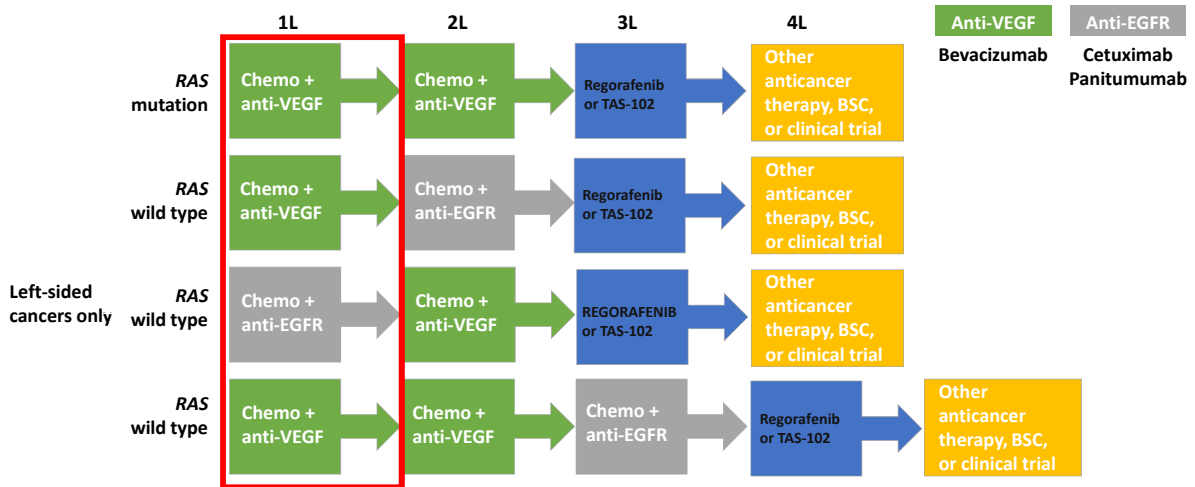 1L 2L 3L 4L
Anti-VEGF Anti-EGFR
Bevacizumab Cetuximab
Panitumumab
RAS
mutation
Chemo +
anti-VEGF
Chemo +
anti-VEGF
Regorafenib
or TAS-102
Other
anticancer
therapy, BSC,
or clinical trial
RAS
wild type
Chemo +
anti-VEGF
Chemo +
anti-EGFR
Regorafenib
or TAS-102
Other
anticancer
therapy, BSC,
or clinical trial
Left-sided
cancers only
RAS
wild type
Chemo +
anti-EGFR
Chemo +
anti-VEGF
REGORAFENIB
or TAS-102
Other
anticancer
therapy, BSC,
or clinical trial
RAS
wild type
Chemo +
anti-VEGF
Chemo +
anti-VEGF
Chemo +
anti-EGFR
Regorafenib
or TAS-102
Other
anticancer
therapy, BSC,
or clinical trial